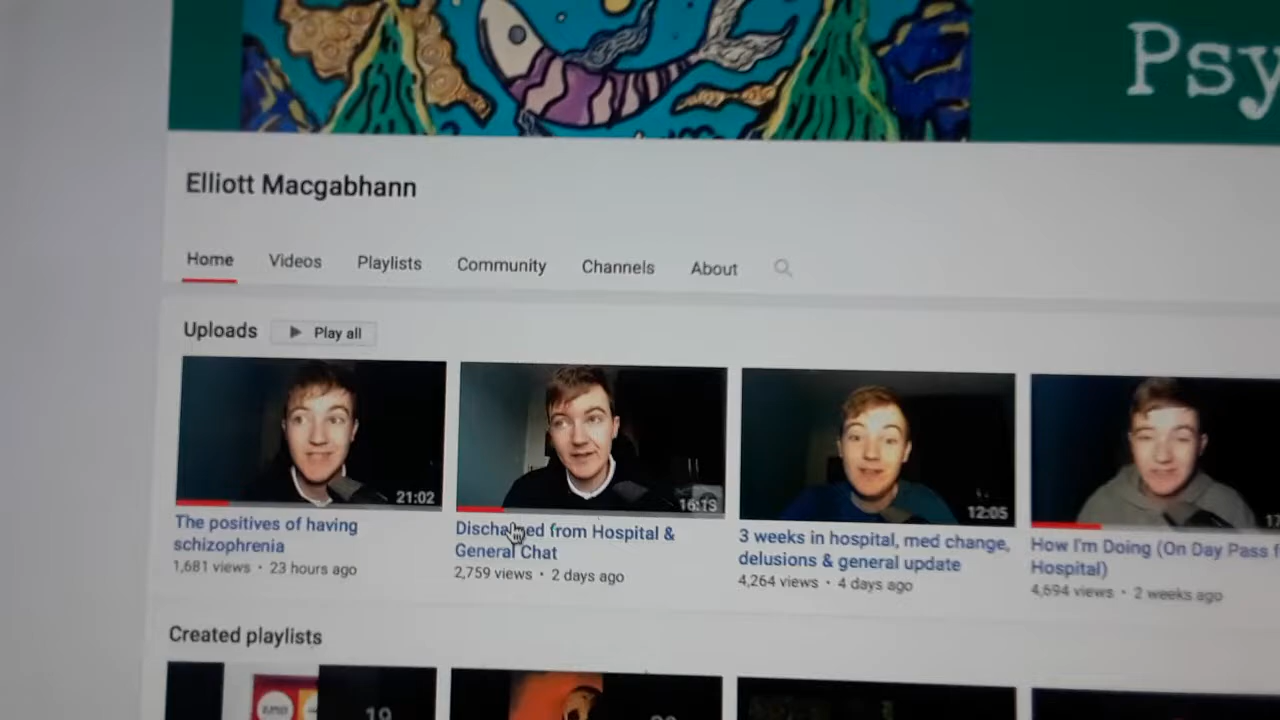 Psy
Elliott Macgabhann
Home Videos Playlists Community Channels About
Uploads Play all
21:02
12:05
The positives of having
schizophrenia
1,681 views · 23 hours ago
Discharged from Hospital &
General Chat
2,759 views · 2 days ago
3 weeks in hospital, med change,
delusions & general update
4,264 views · 4 days ago
How I'm Doing (On Day Pass f
Hospital)
4,694 views · 2 weeks ago
Created playlists
19